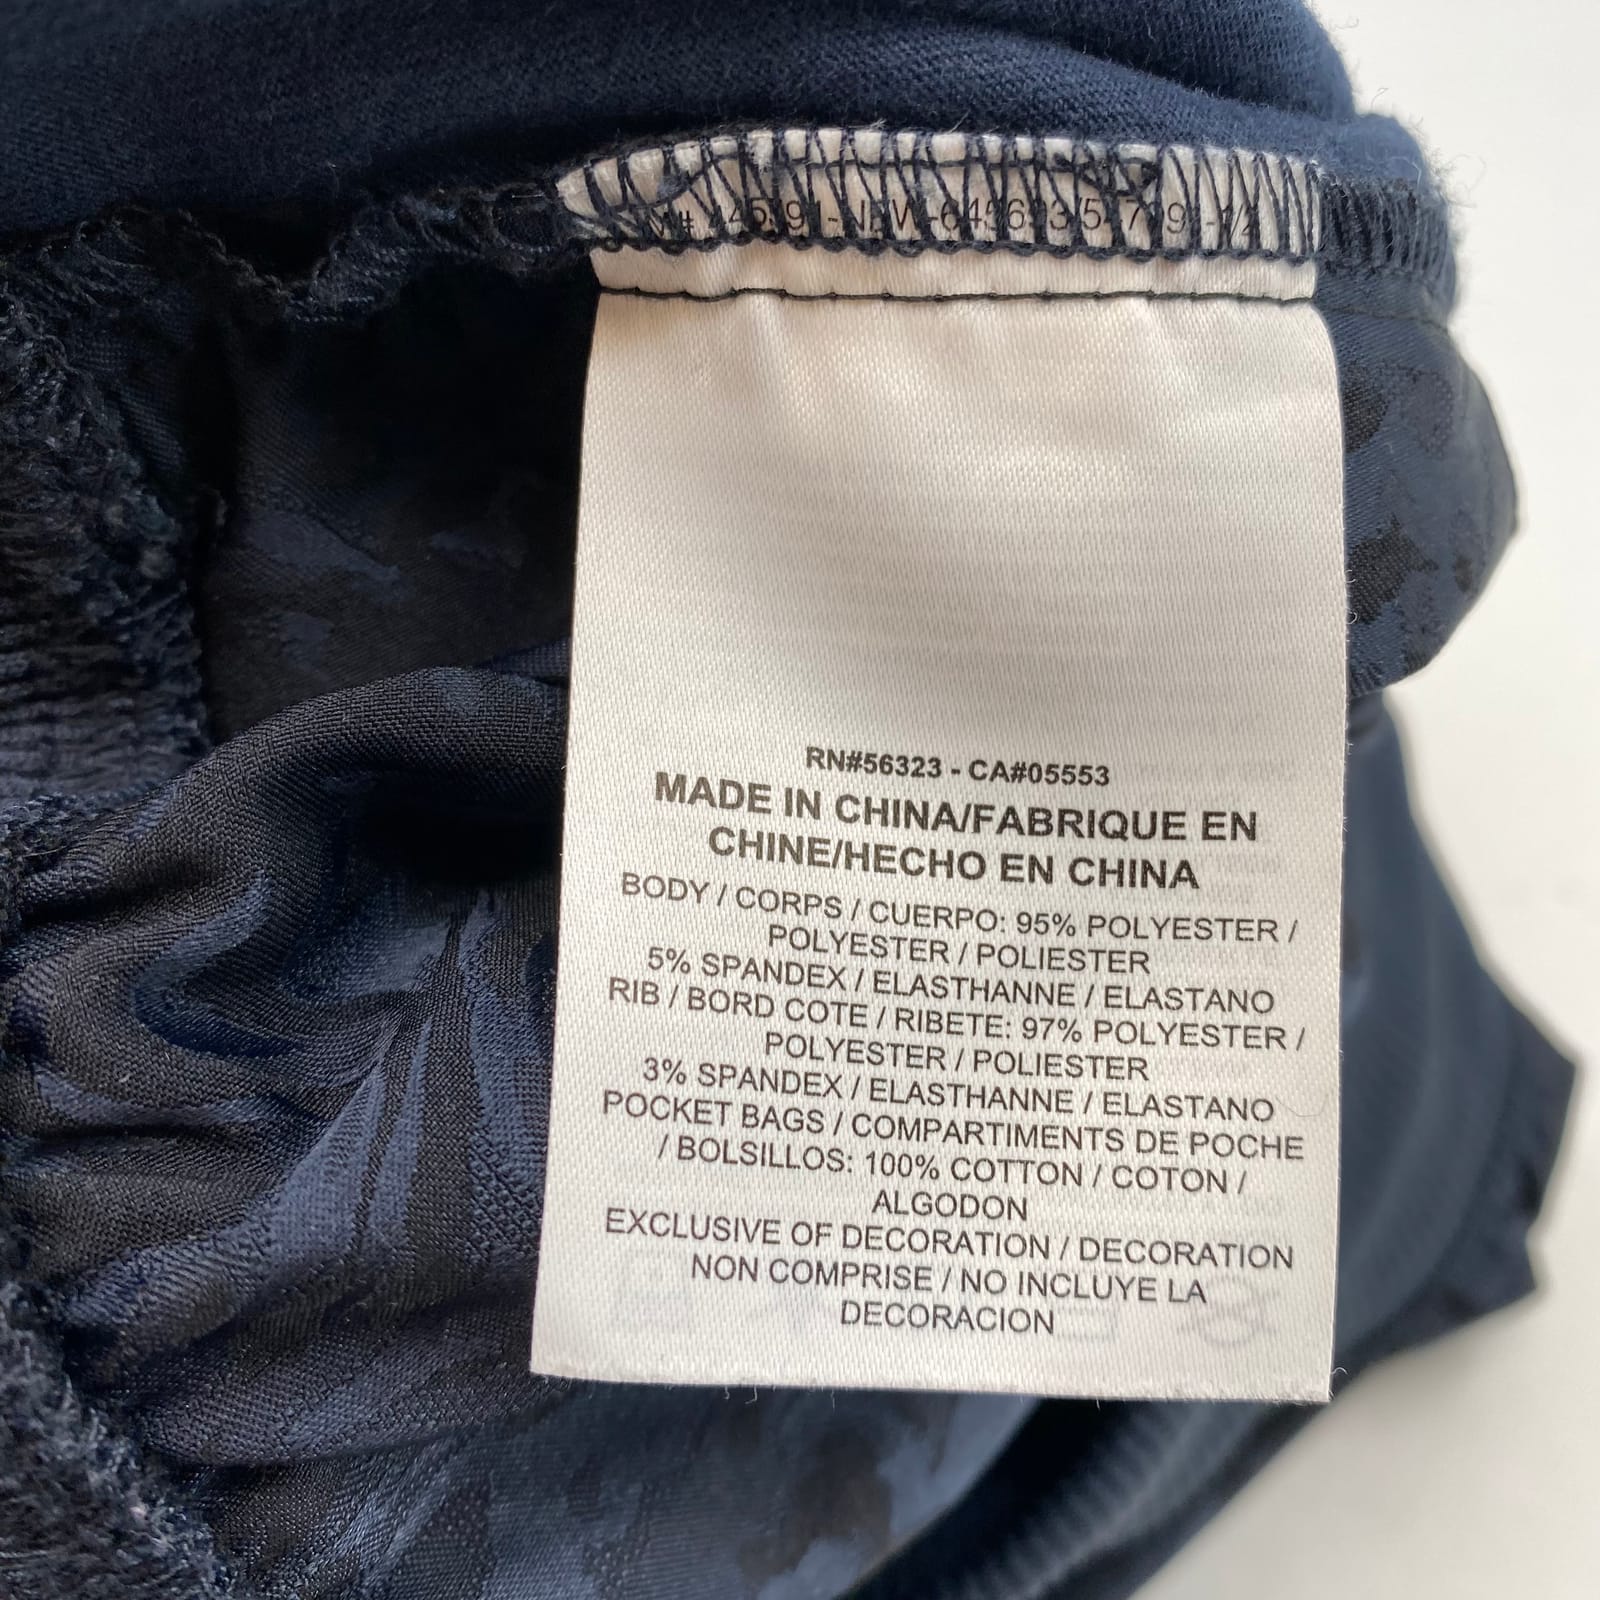 RN#56323 - CA#05553
MADE IN CHINA/FABRIQUE EN
CHINE/HECHO EN CHINA
BODY / CORPS / CUERPO: 95% POLYESTER /
POLYESTER / POLIESTER
5% SPANDEX / ELASTHANNE / ELASTANO
RIB / BORD COTE / RIBETE: 97% POLYESTER /
POLYESTER / POLIESTER
3% SPANDEX / ELASTHANNE / ELASTANO
POCKET BAGS / COMPARTIMENTS DE POCHE
/ BOLSILLOS: 100% COTTON / COTON /
ALGODON
EXCLUSIVE OF DECORATION / DECORATION
NON COMPRISE / NO INCLUYE LA
DECORACION